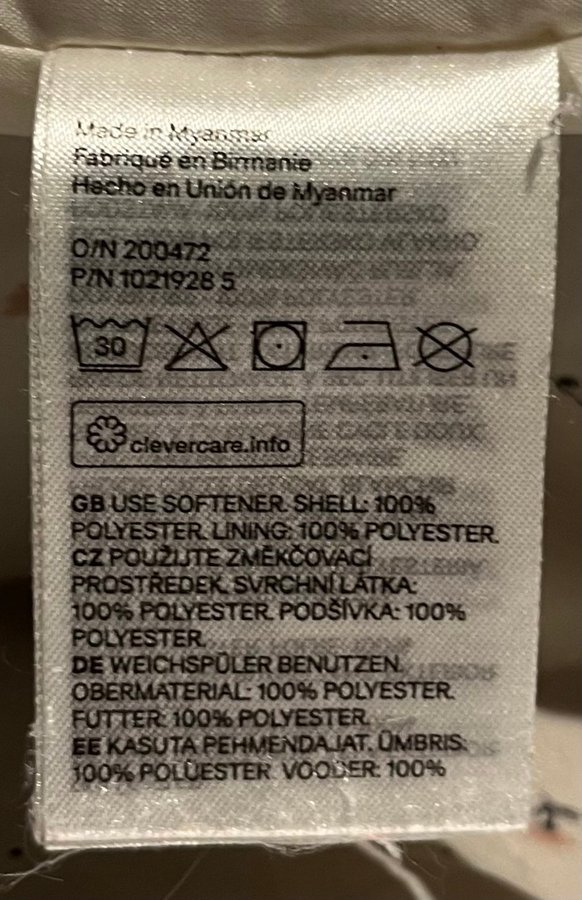 Made in Myanmar
Fabriqué en Birmanie
Hecho en Unión de Myanmar
O/N 200472
P/N 1021928 5
30
clevercare.info
GB USE SOFTENER. SHELL: 100%
POLYESTER. LINING: 100% POLYESTER.
CZ POUŽIJTE ZMĚKČOVACÍ
PROSTŘEDEK. SVRCHNÍ LÁTKA:
100% POLYESTER. PODŠÍVKA: 100%
POLYESTER.
DE WEICHSPÜLER BENUTZEN.
OBERMATERIAL: 100% POLYESTER.
FUTTER: 100% POLYESTER.
EE KASUTA PEHMENDAJAT. ÜMBRIS:
100% POLÜESTER. VOODER: 100%